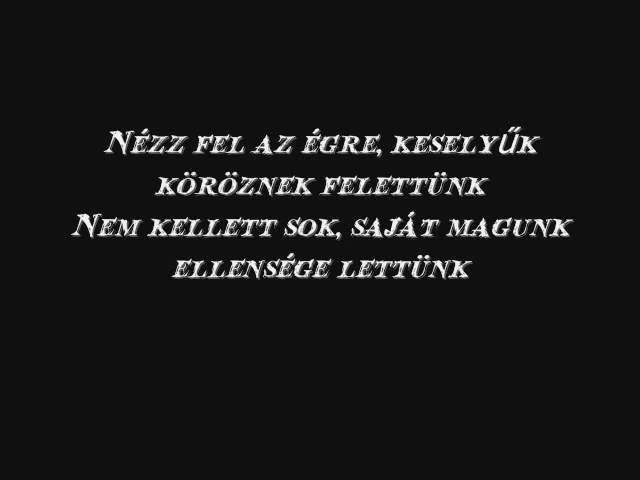 Nézz fel az égre, keselyűk
köröznek felettünk
Nem kellett sok, saját magunk
ellensége lettünk